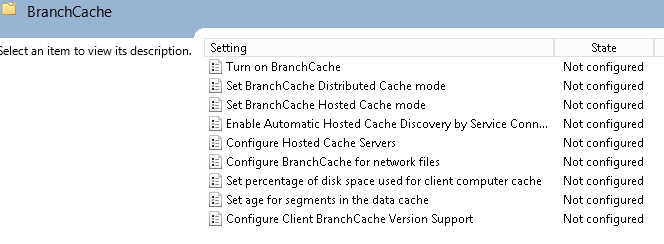 BranchCache
Select an item to view its description.
Setting State
Turn on BranchCache Not configured
Set BranchCache Distributed Cache mode Not configured
Set BranchCache Hosted Cache mode Not configured
Enable Automatic Hosted Cache Discovery by Service Conn... Not configured
Configure Hosted Cache Servers Not configured
Configure BranchCache for network files Not configured
Set percentage of disk space used for client computer cache Not configured
Set age for segments in the data cache Not configured
Configure Client BranchCache Version Support Not configured